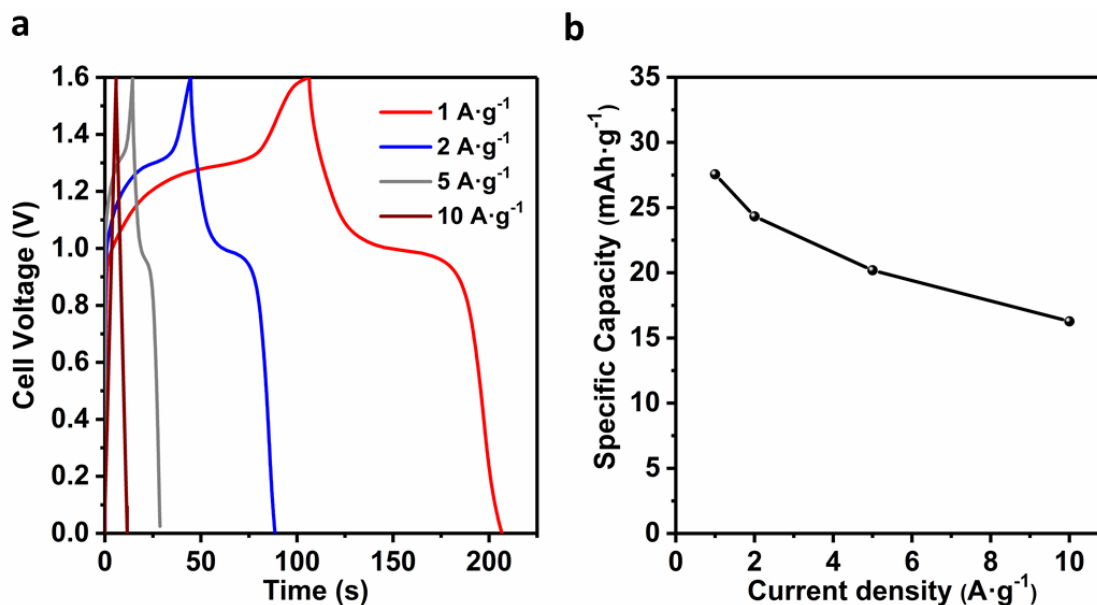 a
1.6
1.4
1.2
1.0
0.8
0.6
0.4
0.2
0.0
Cell Voltage (V)
1 A·g⁻¹
2 A·g⁻¹
5 A·g⁻¹
10 A·g⁻¹
0 50 100 150 200
Time (s)
b
35
30
25
20
15
10
5
0
Specific Capacity (mAh·g⁻¹)
0 2 4 6 8 10
Current density (A·g⁻¹)